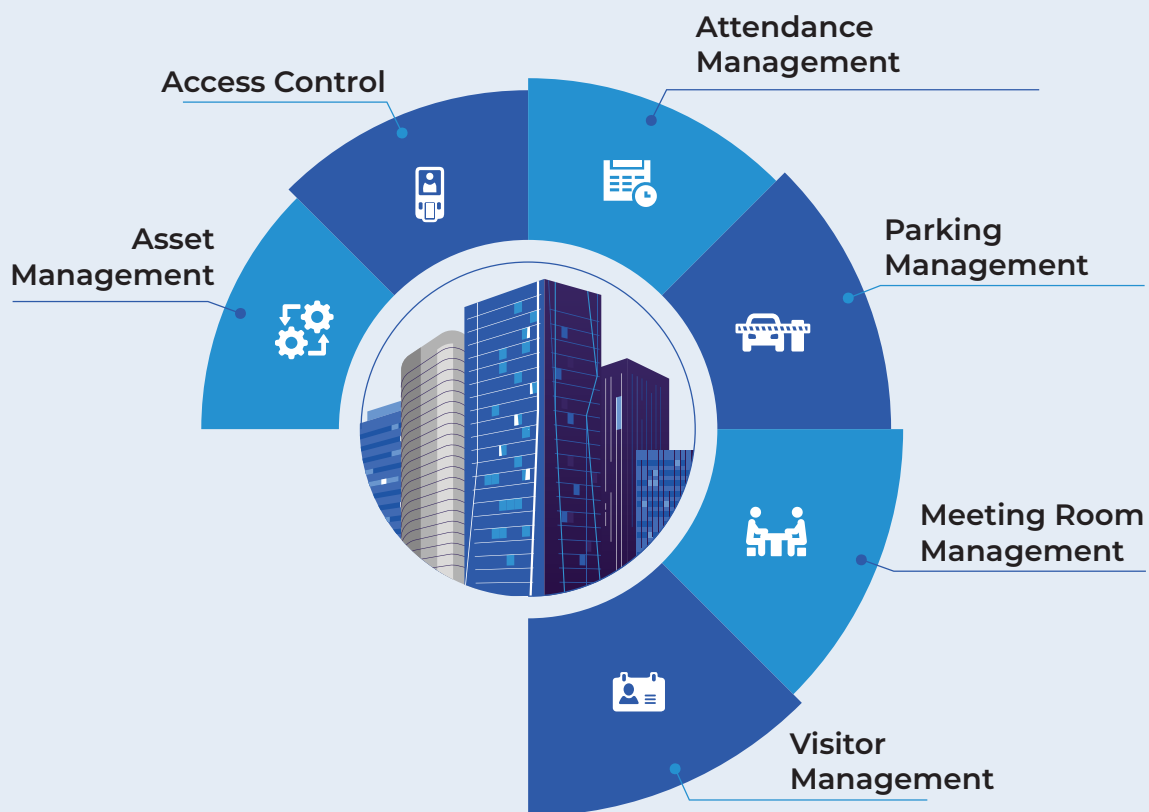 Attendance
Management
Access Control
Asset
Management
Parking
Management
Meeting Room
Management
Visitor
Management